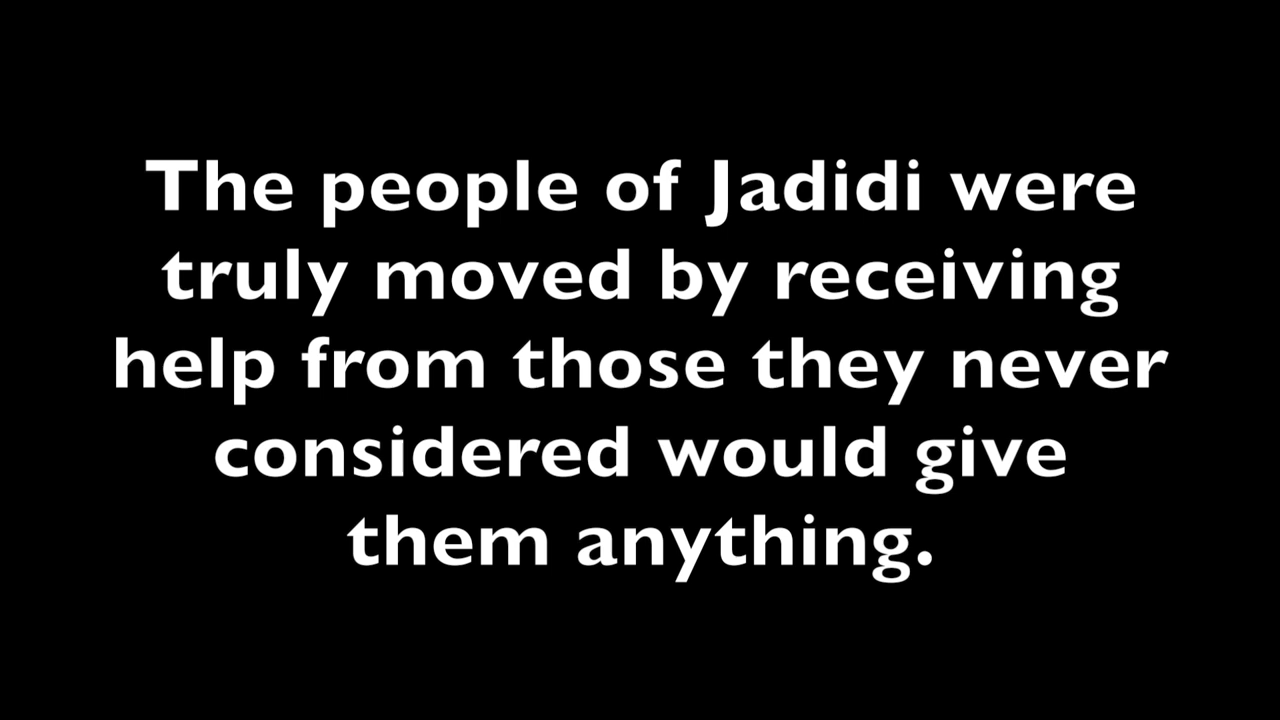 The people of Jadidi were
truly moved by receiving
help from those they never
considered would give
them anything.